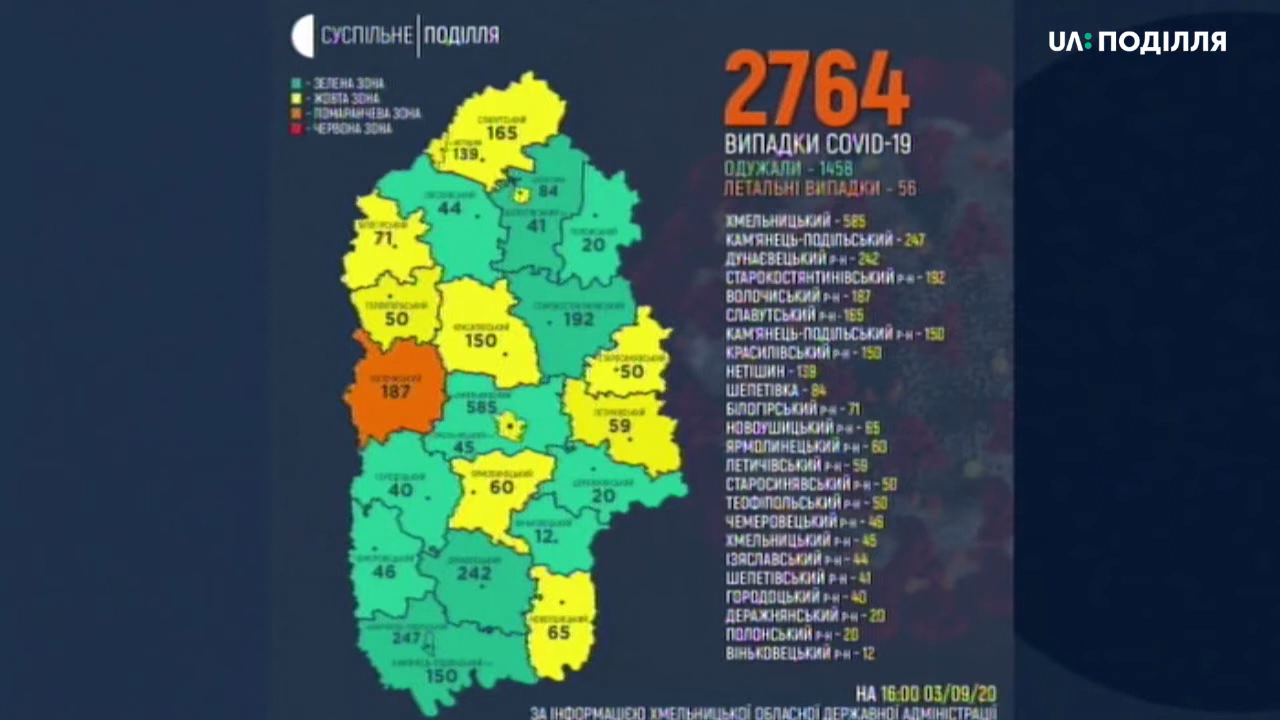 СУСПІЛЬНЕ ПОДІЛЛЯ
UA: ПОДІЛЛЯ
- ЗЕЛЕНА ЗОНА
- ЖОВТА ЗОНА
- ПОМАРАНЧЕВА ЗОНА
- ЧЕРВОНА ЗОНА
2764
ВИПАДКИ COVID-19
ОДУЖАЛИ - 1458
ЛЕТАЛЬНІ ВИПАДКИ - 56
ХМЕЛЬНИЦЬКИЙ - 585
КАМ'ЯНЕЦЬ-ПОДІЛЬСЬКИЙ - 247
ДУНАЄВЕЦЬКИЙ Р-Н - 242
СТАРОКОСТЯНТИНІВСЬКИЙ Р-Н - 192
ВОЛОЧИСЬКИЙ Р-Н - 187
СЛАВУТСЬКИЙ Р-Н - 165
КАМ'ЯНЕЦЬ-ПОДІЛЬСЬКИЙ Р-Н - 150
КРАСИЛІВСЬКИЙ Р-Н - 150
НЕТІШИН - 139
ШЕПЕТІВКА - 84
БІЛОГІРСЬКИЙ Р-Н - 71
НОВОУШИЦЬКИЙ Р-Н - 65
ЯРМОЛИНЕЦЬКИЙ Р-Н - 60
ЛЕТИЧІВСЬКИЙ Р-Н - 59
СТАРОСИНЯВСЬКИЙ Р-Н - 50
ТЕОФІПОЛЬСЬКИЙ Р-Н - 50
ЧЕМЕРОВЕЦЬКИЙ Р-Н - 46
ХМЕЛЬНИЦЬКИЙ Р-Н - 45
ІЗЯСЛАВСЬКИЙ Р-Н - 44
ШЕПЕТІВСЬКИЙ Р-Н - 41
ГОРОДОЦЬКИЙ Р-Н - 40
ДЕРАЖНЯНСЬКИЙ Р-Н - 20
ПОЛОНСЬКИЙ Р-Н - 20
ВІНЬКОВЕЦЬКИЙ Р-Н - 12
СЛАВУТСЬКИЙ
165
139
84
44
41
20
71
50
192
КРАСИЛІВСЬКИЙ
150
50
187
585
59
45
40
ЯРМОЛИНЕЦЬКИЙ
60
20
12
46
242
НОВОУШИЦЬКИЙ
65
247
150
НА 16:00 03/09/20
ЗА ІНФОРМАЦІЄЮ ХМЕЛЬНИЦЬКОЇ ОБЛАСНОЇ ДЕРЖАВНОЇ АДМІНІСТРАЦІЇ